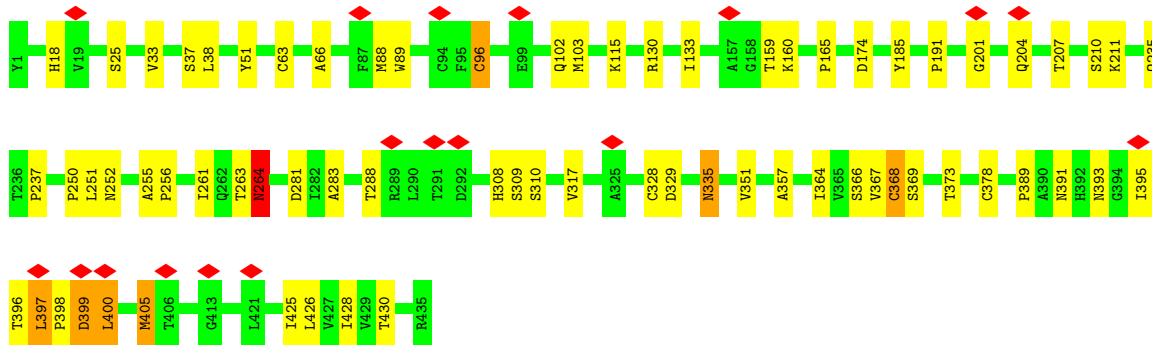 Y1 H18 V19 S25 V33 S37 L38 Y51 C63 A66 F87 M88 W89 C94 F95 C96 E99 Q102 M103 K115 R130 I133 A157 G158 T159 K160 P165 D174 Y185 P191 G201 Q204 T207 S210 K211
T236 P237 P250 L251 N252 A255 P256 I261 Q262 T263 N264 D281 I282 A283 T288 R289 L290 T291 D292 H308 S309 S310 V317 A325 C328 D329 N335 V351 A357 I364 V365 S366 V367 C368 S369 T373 C378 P389 A390 N391 H392 N393 G394 I395
T396 L397 P398 D399 L400 M405 T406 G413 L421 I425 L426 V427 I428 V429 T430 R435